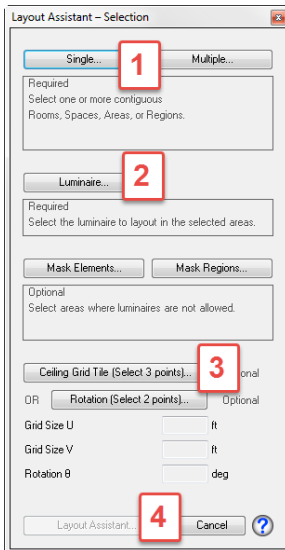 Layout Assistant – Selection
Single... 1 Multiple...
Required
Select one or more contiguous
Rooms, Spaces, Areas, or Regions.
Luminaire... 2
Required
Select the luminaire to layout in the selected areas.
Mask Elements... Mask Regions...
Optional
Select areas where luminaires are not allowed.
Ceiling Grid Tile (Select 3 points)... 3 onal
OR Rotation (Select 2 points)... Optional
Grid Size U ft
Grid Size V ft
Rotation θ deg
Layout Assistant... 4 Cancel ?